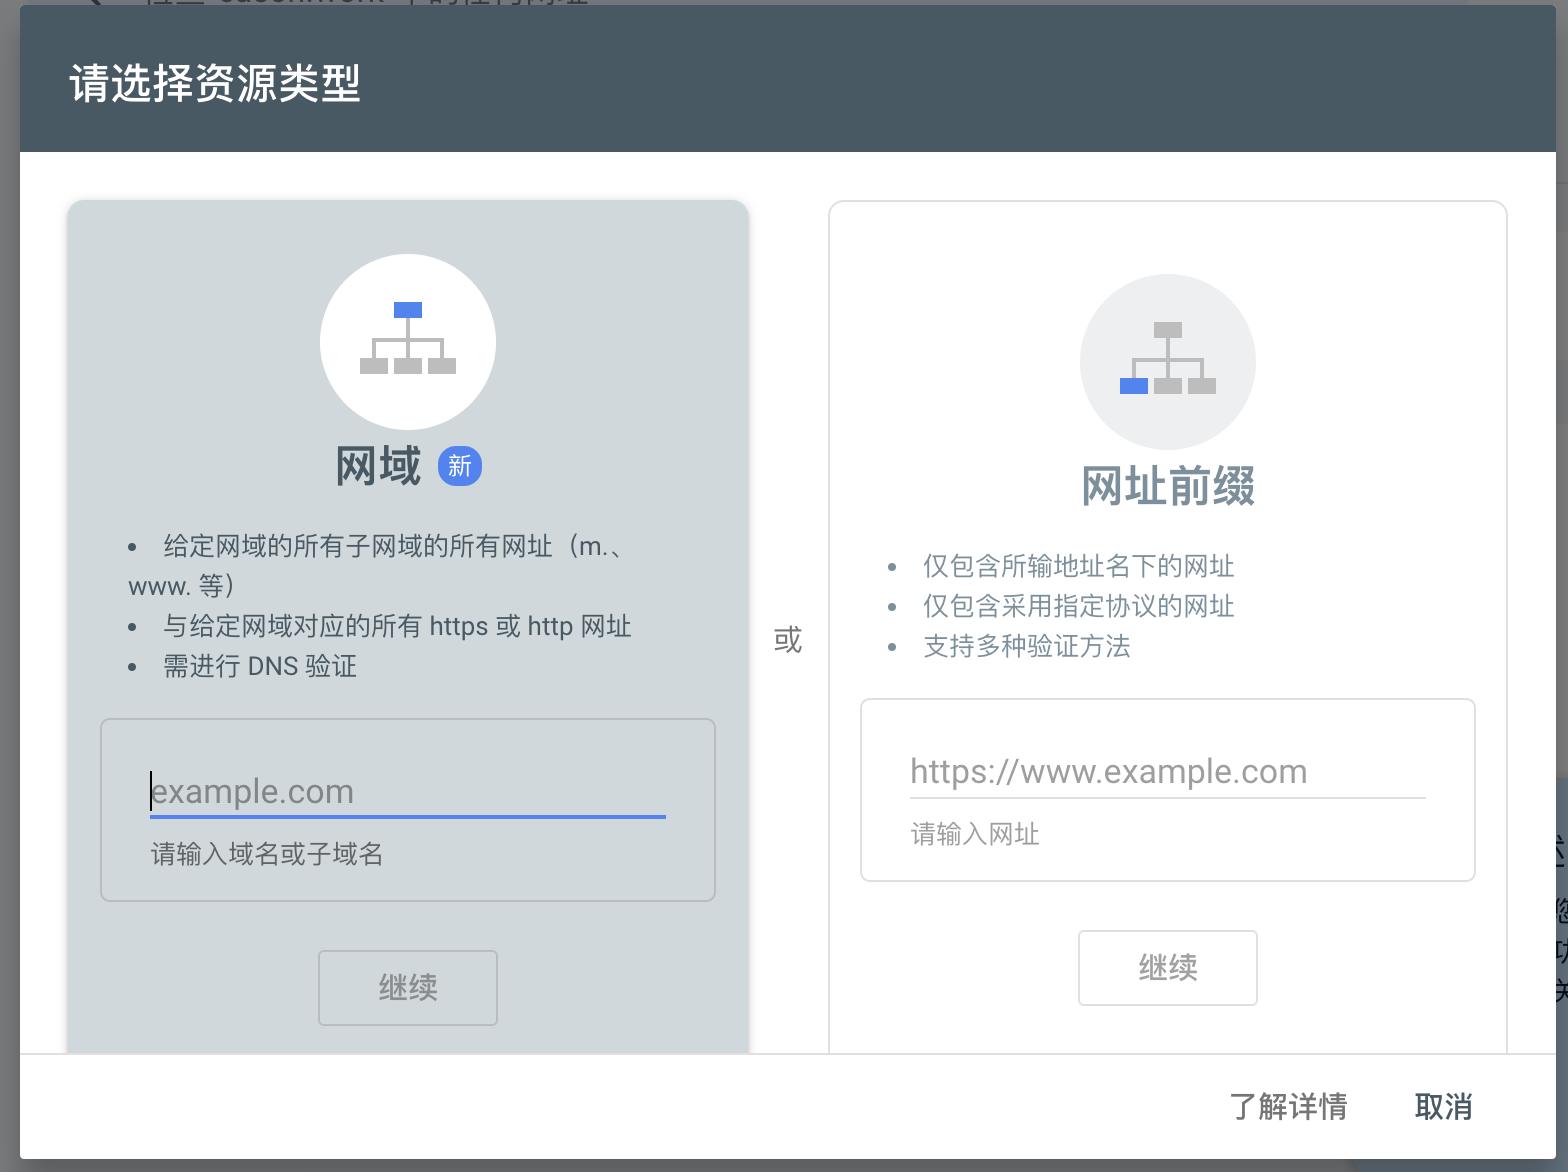 请选择资源类型
网域 新
• 给定网域的所有子网域的所有网址（m.、
www. 等）
• 与给定网域对应的所有 https 或 http 网址
• 需进行 DNS 验证
example.com
请输入域名或子域名
继续
或
网址前缀
• 仅包含所输地址名下的网址
• 仅包含采用指定协议的网址
• 支持多种验证方法
https://www.example.com
请输入网址
继续
了解详情
取消